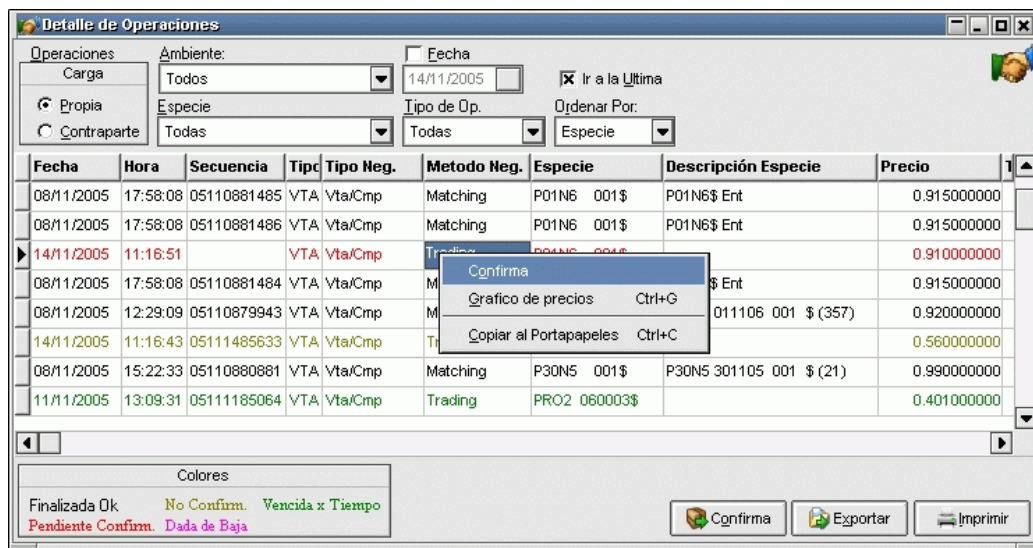 Detalle de Operaciones
Operaciones Ambiente: Fecha
Carga Todos 14/11/2005 Ir a la Ultima
Propia Especie Tipo de Op. Ordenar Por:
Contraparte Todas Todas Especie
Fecha Hora Secuencia Tipo Tipo Neg. Metodo Neg. Especie Descripción Especie Precio
08/11/2005 17:58:08 05110881485 VTA Vta/Cmp Matching P01N6 001$ P01N6$ Ent 0.915000000
08/11/2005 17:58:08 05110881486 VTA Vta/Cmp Matching P01N6 001$ P01N6$ Ent 0.915000000
14/11/2005 11:16:51 VTA Vta/Cmp Trading P01N6 001$ 0.910000000
08/11/2005 17:58:08 05110881484 VTA Vta/Cmp M $ Ent 0.915000000
08/11/2005 12:29:09 05110879943 VTA Vta/Cmp M 011106 001 $ (357) 0.920000000
14/11/2005 11:16:43 05111485633 VTA Vta/Cmp Tr 0.560000000
08/11/2005 15:22:33 05110880881 VTA Vta/Cmp Matching P30N5 001$ P30N5 301105 001 $ (21) 0.990000000
11/11/2005 13:09:31 05111185064 VTA Vta/Cmp Trading PRO2 060003$ 0.401000000
Confirma
Grafico de precios Ctrl+G
Copiar al Portapapeles Ctrl+C
Colores
Finalizada Ok No Confirm. Vencida x Tiempo
Pendiente Confirm. Dada de Baja
Confirma Exportar Imprimir